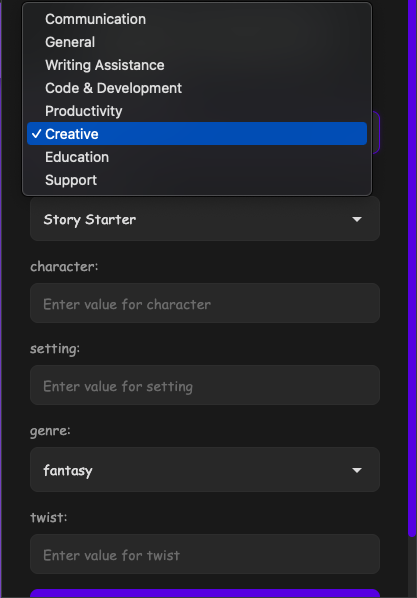 Communication
General
Writing Assistance
Code & Development
Productivity
✓ Creative
Education
Support
Story Starter
character:
Enter value for character
setting:
Enter value for setting
genre:
fantasy
twist:
Enter value for twist